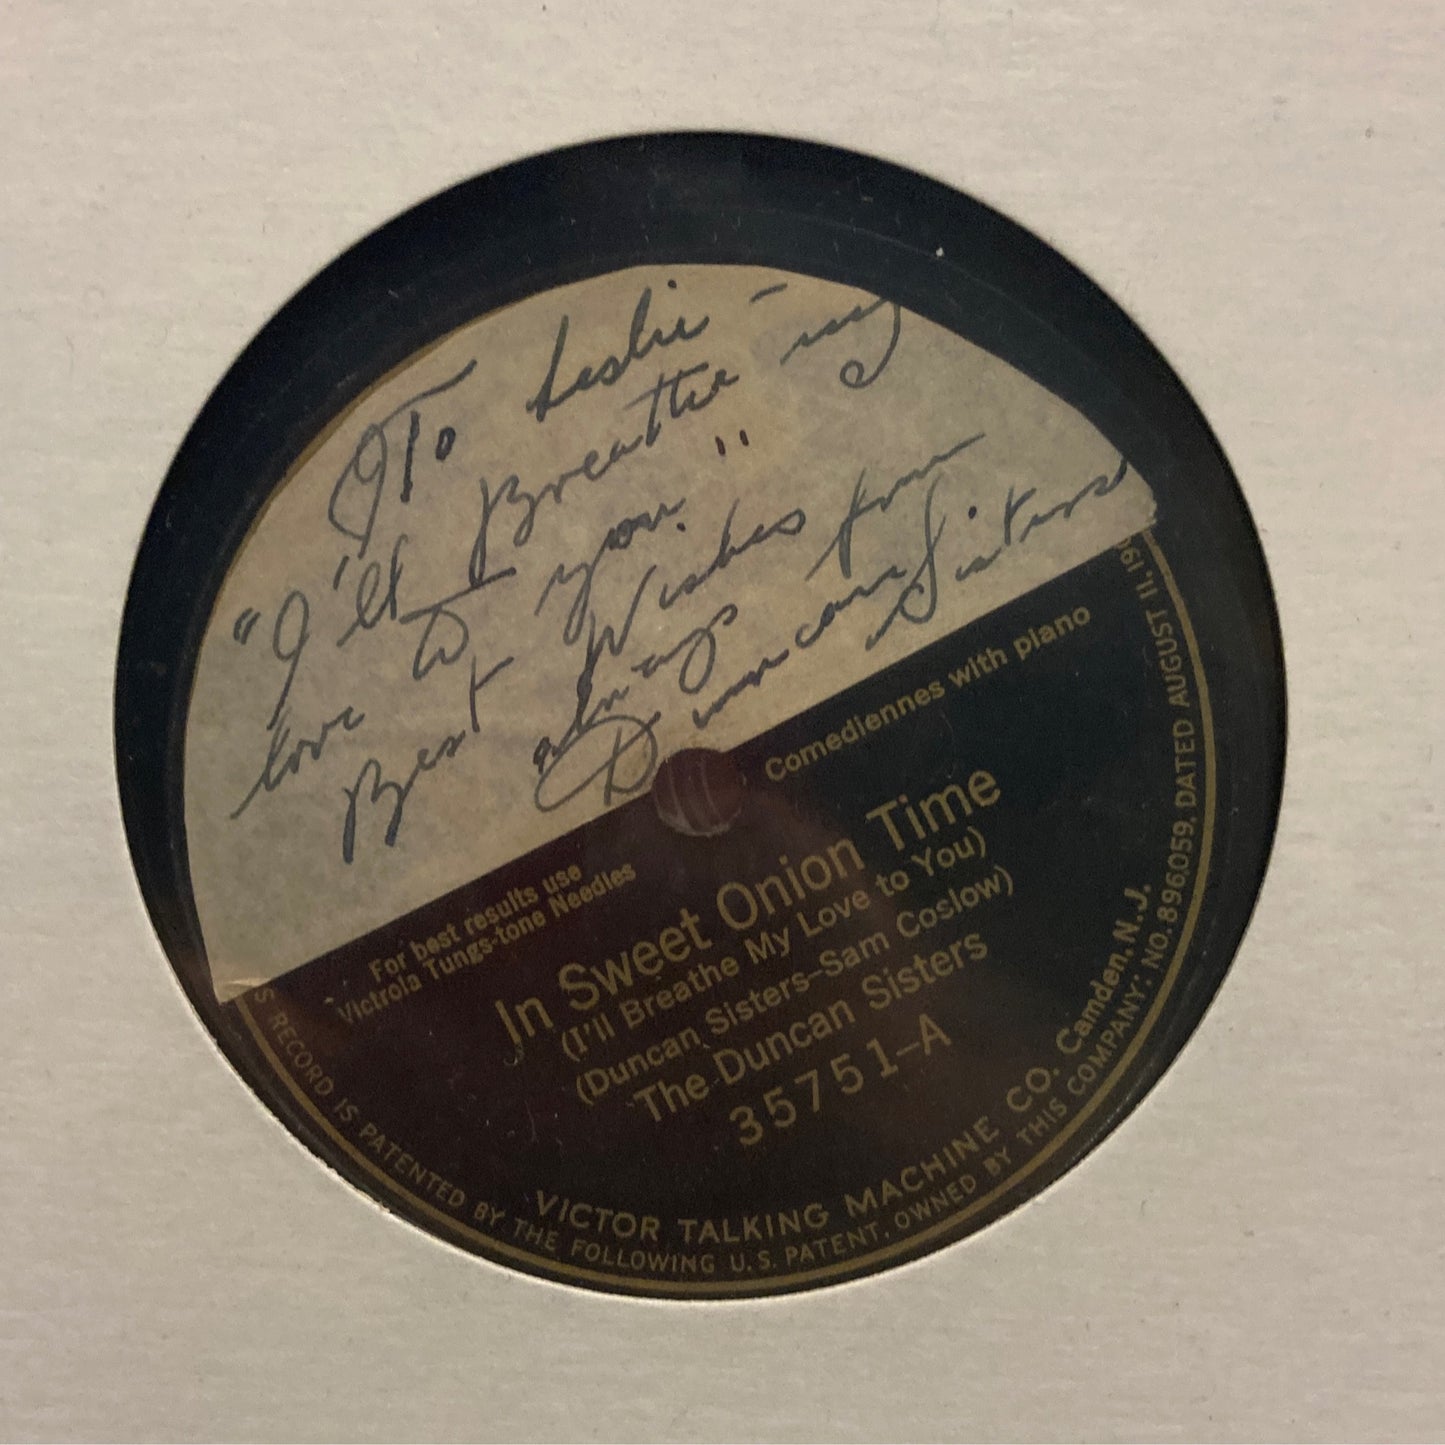 To Leslie –
"I'll Breathe my
love to you."
Best Wishes from
always
Duncan Sisters
Comediennes with piano
For best results use
Victrola Tungs-tone Needles
In Sweet Onion Time
(I'll Breathe My Love to You)
(Duncan Sisters–Sam Coslow)
The Duncan Sisters
35751-A
VICTOR TALKING MACHINE CO. Camden, N.J.
S RECORD IS PATENTED BY THE FOLLOWING U.S. PATENT, OWNED BY THIS COMPANY: NO. 896059, DATED AUGUST 11, 190